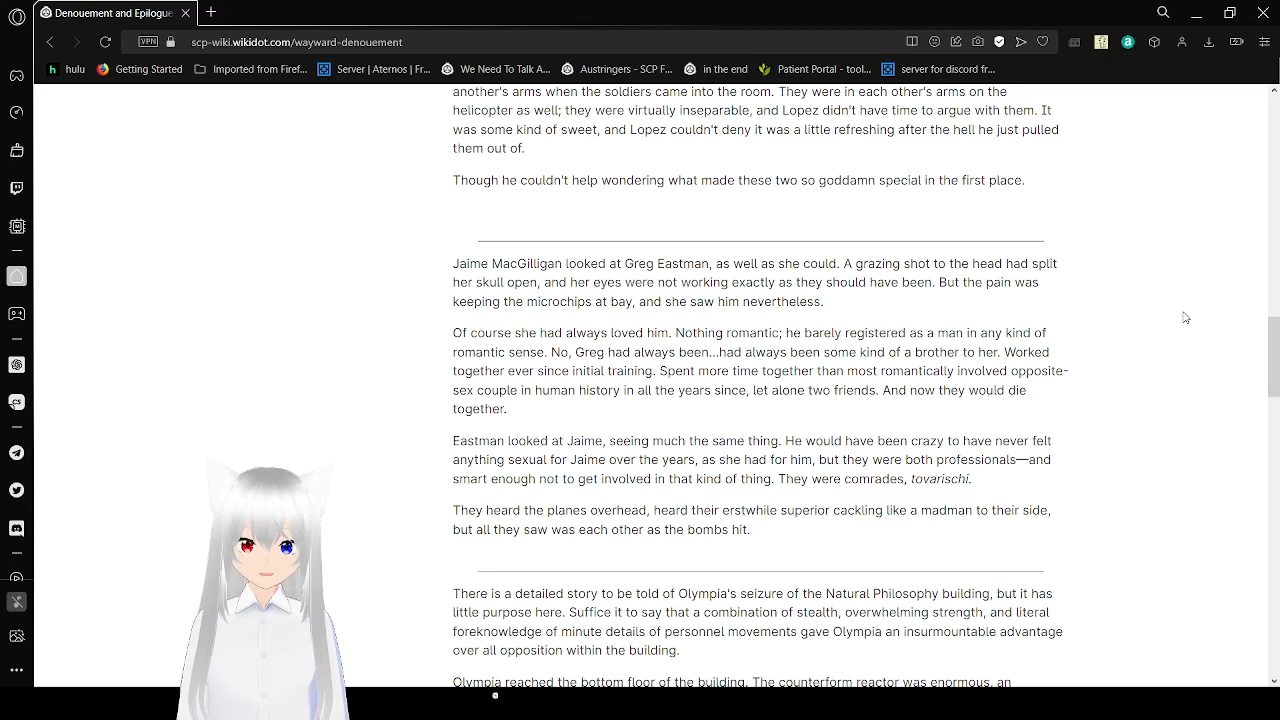 Denouement and Epilogue
scp-wiki.wikidot.com/wayward-denouement
VPN
hulu
Getting Started
Imported from Firef...
Server | Aternos | Fr...
We Need To Talk A...
Austringers - SCP F...
in the end
Patient Portal - tool...
server for discord fr...
another's arms when the soldiers came into the room. They were in each other's arms on the
helicopter as well; they were virtually inseparable, and Lopez didn't have time to argue with them. It
was some kind of sweet, and Lopez couldn't deny it was a little refreshing after the hell he just pulled
them out of.
Though he couldn't help wondering what made these two so goddamn special in the first place.
Jaime MacGilligan looked at Greg Eastman, as well as she could. A grazing shot to the head had split
her skull open, and her eyes were not working exactly as they should have been. But the pain was
keeping the microchips at bay, and she saw him nevertheless.
Of course she had always loved him. Nothing romantic; he barely registered as a man in any kind of
romantic sense. No, Greg had always been...had always been some kind of a brother to her. Worked
together ever since initial training. Spent more time together than most romantically involved opposite-
sex couple in human history in all the years since, let alone two friends. And now they would die
together.
Eastman looked at Jaime, seeing much the same thing. He would have been crazy to have never felt
anything sexual for Jaime over the years, as she had for him, but they were both professionals—and
smart enough not to get involved in that kind of thing. They were comrades, tovarischi.
They heard the planes overhead, heard their erstwhile superior cackling like a madman to their side,
but all they saw was each other as the bombs hit.
There is a detailed story to be told of Olympia's seizure of the Natural Philosophy building, but it has
little purpose here. Suffice it to say that a combination of stealth, overwhelming strength, and literal
foreknowledge of minute details of personnel movements gave Olympia an insurmountable advantage
over all opposition within the building.
Olympia reached the bottom floor of the building. The counterform reactor was enormous, an